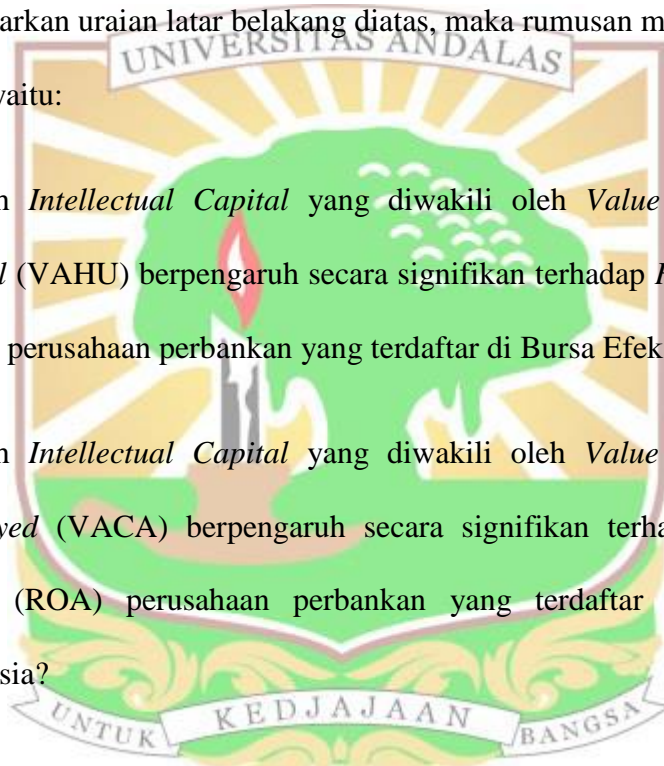 arkan uraian latar belakang diatas, maka rumusan m
UNIVERSITAS ANDALAS
yaitu:
n Intellectual Capital yang diwakili oleh Value
l (VAHU) berpengaruh secara signifikan terhadap
perusahaan perbankan yang terdaftar di Bursa Efek
n Intellectual Capital yang diwakili oleh Value
yed (VACA) berpengaruh secara signifikan terha
(ROA) perusahaan perbankan yang terdaftar
sia?
UNTUK KEDJAJAAN BANGSA